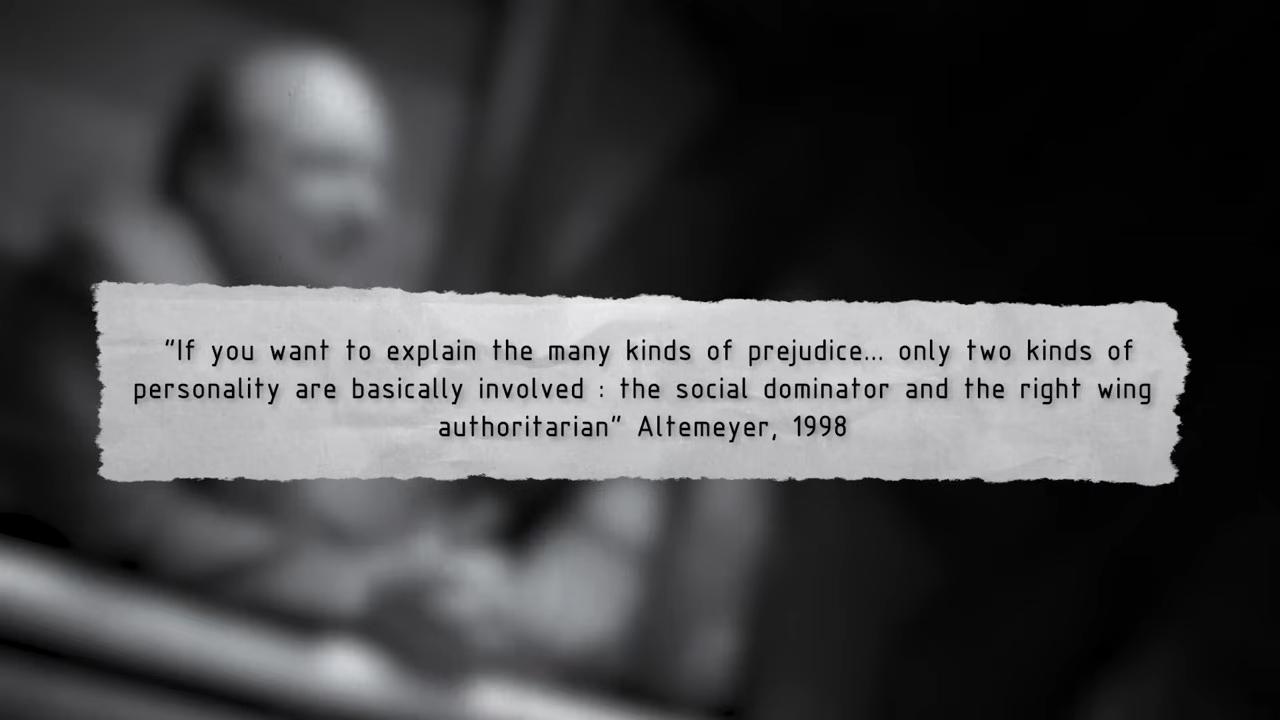 “If you want to explain the many kinds of prejudice... only two kinds of
personality are basically involved : the social dominator and the right wing
authoritarian” Altemeyer, 1998